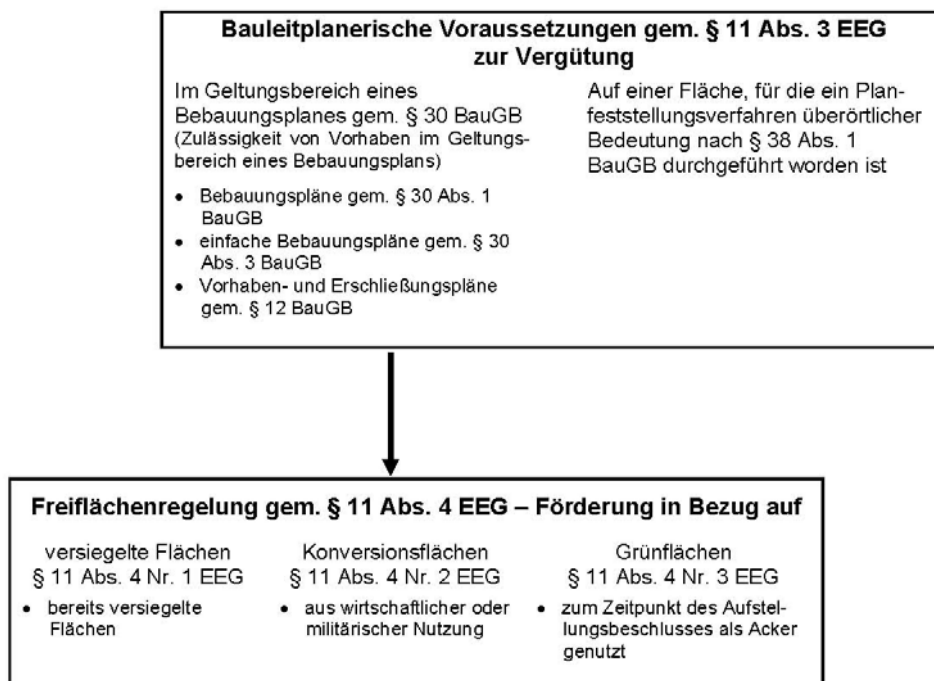 Bauleitplanerische Voraussetzungen gem. § 11 Abs. 3 EEG
zur Vergütung
Im Geltungsbereich eines
Bebauungsplanes gem. § 30 BauGB
(Zulässigkeit von Vorhaben im Geltungs-
bereich eines Bebauungsplans)
• Bebauungspläne gem. § 30 Abs. 1
BauGB
• einfache Bebauungspläne gem. § 30
Abs. 3 BauGB
• Vorhaben- und Erschließungspläne
gem. § 12 BauGB
Auf einer Fläche, für die ein Plan-
feststellungsverfahren überörtlicher
Bedeutung nach § 38 Abs. 1
BauGB durchgeführt worden ist
Freiflächenregelung gem. § 11 Abs. 4 EEG – Förderung in Bezug auf
versiegelte Flächen
§ 11 Abs. 4 Nr. 1 EEG
• bereits versiegelte
Flächen
Konversionsflächen
§ 11 Abs. 4 Nr. 2 EEG
• aus wirtschaftlicher oder
militärischer Nutzung
Grünflächen
§ 11 Abs. 4 Nr. 3 EEG
• zum Zeitpunkt des Aufstel-
lungsbeschlusses als Acker
genutzt